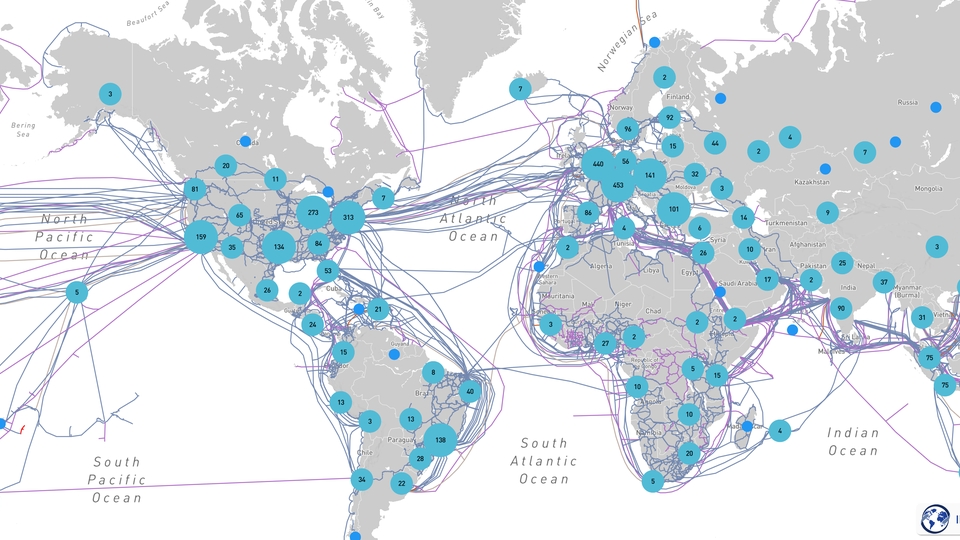 Beaufort Sea
Norwegian Sea
Bering
Sea
Norway
Finland
Russia
Kazakhstan
Mongolia
Moldova
North
Pacific
Ocean
North
Atlantic
Ocean
Tunisia
Algeria
Libya
Egypt
Syria
Turkmenistan
Afghanistan
Pakistan
Nepal
India
Myanmar
(Burma)
Saudi Arabia
Western
Sahara
Mauritania
Mali
Niger
Chad
Cuba
Guyana
Republic of
Maldives
Brazil
Paraguay
Chile
Angola
Namibia
South
Pacific
Ocean
South
Atlantic
Ocean
Indian
Ocean
3
7
2
92
96
15
44
2
4
7
440
56
453
141
32
3
20
11
81
7
65
273
313
86
101
14
9
159
35
134
84
4
6
2
26
10
25
3
53
26
2
5
21
17
2
37
24
3
27
2
2
2
90
31
15
8
40
5
15
10
75
75
13
3
13
138
10
4
28
20
34
22
5